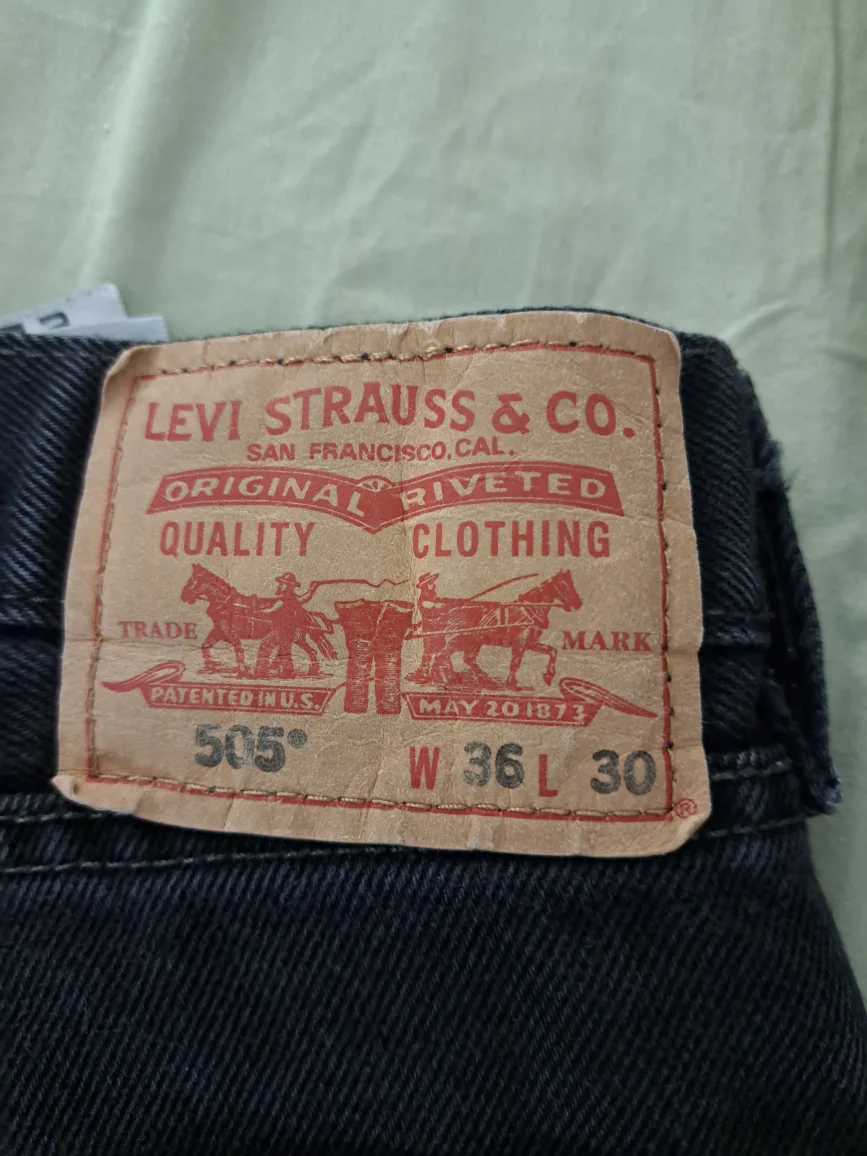 LEVI STRAUSS & CO.
SAN FRANCISCO, CAL.
ORIGINAL RIVETED
QUALITY CLOTHING
TRADE MARK
PATENTED IN U.S. MAY 20 1873
505® W 36 L 30
®